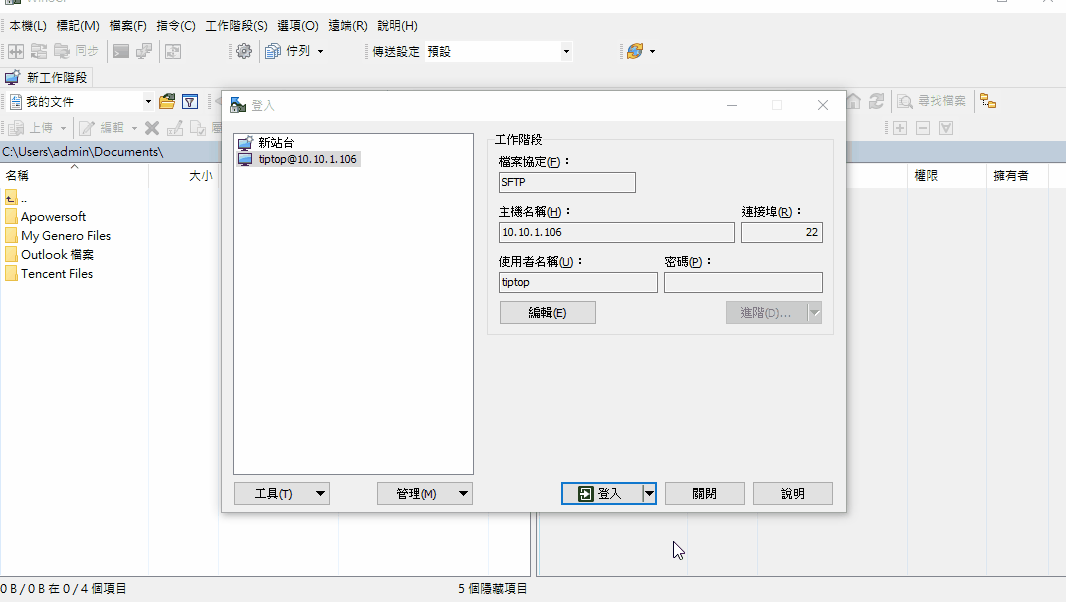 WinSCP
本機(L) 標記(M) 檔案(F) 指令(C) 工作階段(S) 選項(O) 遠端(R) 說明(H)
同步 佇列 傳送設定 預設
新工作階段
我的文件 尋找檔案
上傳 編輯
C:\Users\admin\Documents\
名稱 大小 權限 擁有者
..
Apowersoft
My Genero Files
Outlook 檔案
Tencent Files
登入
新站台
tiptop@10.10.1.106
工作階段
檔案協定(F)：
SFTP
主機名稱(H)： 連接埠(R)：
10.10.1.106 22
使用者名稱(U)： 密碼(P)：
tiptop
編輯(E) 進階(D)...
工具(T) 管理(M) 登入 關閉 說明
0 B / 0 B 在 0 / 4 個項目 5 個隱藏項目